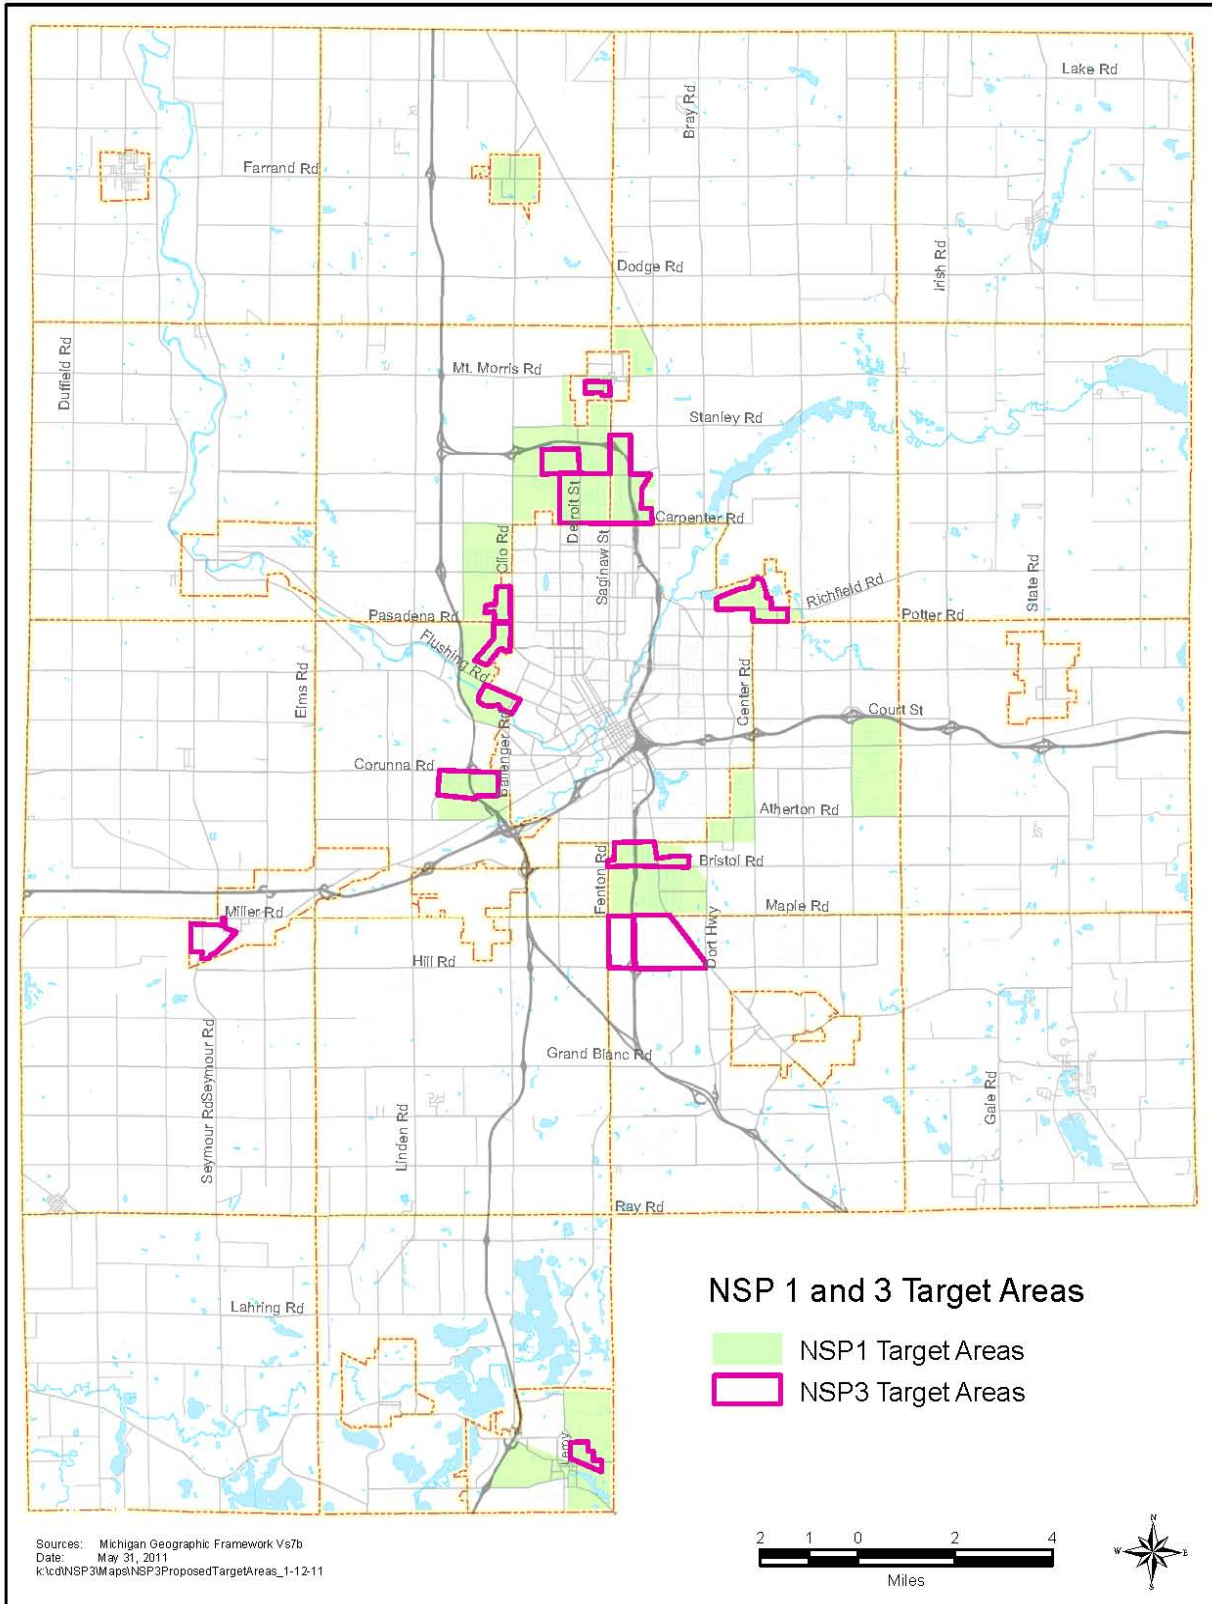 Lake Rd
Bray Rd
Farrand Rd
Irish Rd
Dodge Rd
Duffield Rd
Mt. Morris Rd
Stanley Rd
Detroit St
Carpenter Rd
Clio Rd
Saginaw St
State Rd
Richfield Rd
Pasadena Rd
Potter Rd
Flushing Rd
Elms Rd
Center Rd
Court St
Ballenger Rd
Corunna Rd
Atherton Rd
Fenton Rd
Bristol Rd
Miller Rd
Maple Rd
Dort Hwy
Hill Rd
Seymour Rd
Seymour Rd
Grand Blanc Rd
Gale Rd
Linden Rd
Ray Rd
Lahring Rd
Leroy
NSP 1 and 3 Target Areas
NSP1 Target Areas
NSP3 Target Areas
Sources: Michigan Geographic Framework Vs7b
Date: May 31, 2011
k:\cd\NSP3\Maps\NSP3ProposedTargetAreas_1-12-11
2 1 0 2 4
Miles
N
W E
S